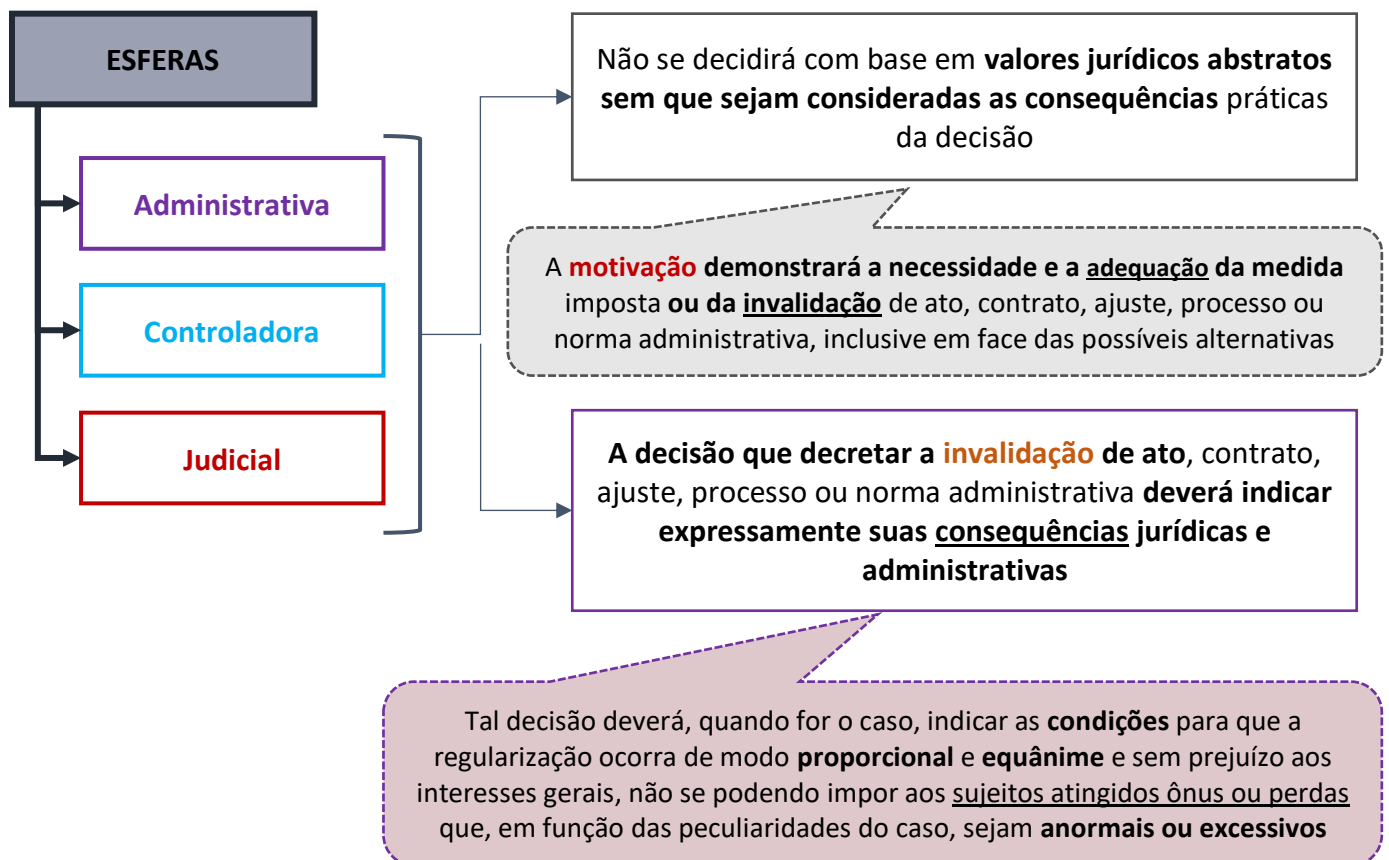 ESFERAS
Administrativa
Controladora
Judicial
Não se decidirá com base em valores jurídicos abstratos
sem que sejam consideradas as consequências práticas
da decisão
A motivação demonstrará a necessidade e a adequação da medida
imposta ou da invalidação de ato, contrato, ajuste, processo ou
norma administrativa, inclusive em face das possíveis alternativas
A decisão que decretar a invalidação de ato, contrato,
ajuste, processo ou norma administrativa deverá indicar
expressamente suas consequências jurídicas e
administrativas
Tal decisão deverá, quando for o caso, indicar as condições para que a
regularização ocorra de modo proporcional e equânime e sem prejuízo aos
interesses gerais, não se podendo impor aos sujeitos atingidos ônus ou perdas
que, em função das peculiaridades do caso, sejam anormais ou excessivos